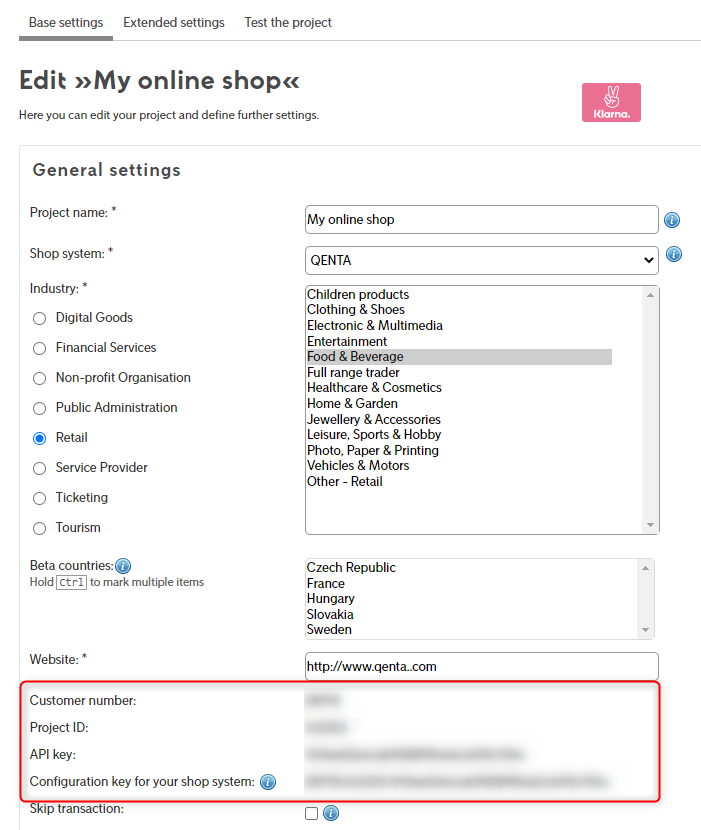 Base settings Extended settings Test the project
Edit »My online shop«
Klarna.
Here you can edit your project and define further settings.
General settings
Project name: *
My online shop
Shop system: *
QENTA
Industry: *
Digital Goods
Financial Services
Non-profit Organisation
Public Administration
Retail
Service Provider
Ticketing
Tourism
Children products
Clothing & Shoes
Electronic & Multimedia
Entertainment
Food & Beverage
Full range trader
Healthcare & Cosmetics
Home & Garden
Jewellery & Accessories
Leisure, Sports & Hobby
Photo, Paper & Printing
Vehicles & Motors
Other - Retail
Beta countries:
Hold Ctrl to mark multiple items
Czech Republic
France
Hungary
Slovakia
Sweden
Website: *
http://www.qenta..com
Customer number:
Project ID:
API key:
Configuration key for your shop system:
Skip transaction: